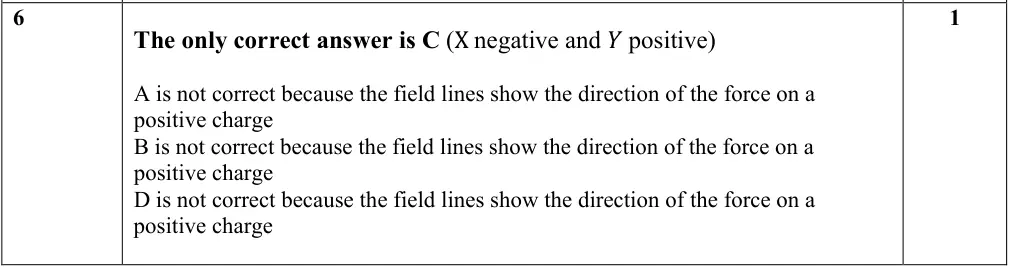 6
The only correct answer is C (X negative and Y positive)
1
A is not correct because the field lines show the direction of the force on a
positive charge
B is not correct because the field lines show the direction of the force on a
positive charge
D is not correct because the field lines show the direction of the force on a
positive charge